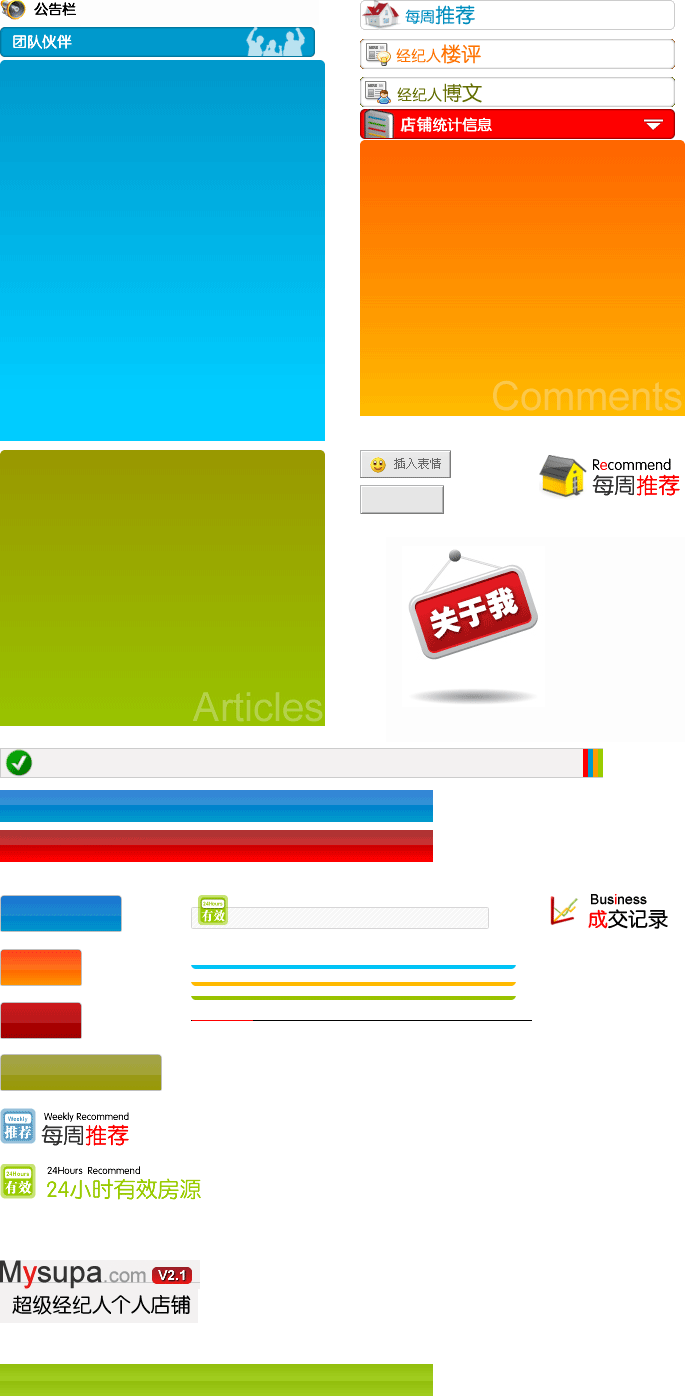 公告栏
团队伙伴
每周推荐
经纪人楼评
经纪人博文
店铺统计信息
Comments
插入表情
Recommend
每周推荐
关于我
Articles
24Hours
有效
Business
成交记录
Weekly
推荐
Weekly Recommend
每周推荐
24Hours
有效
24Hours Recommend
24小时有效房源
Mysupa.com V2.1
超级经纪人个人店铺